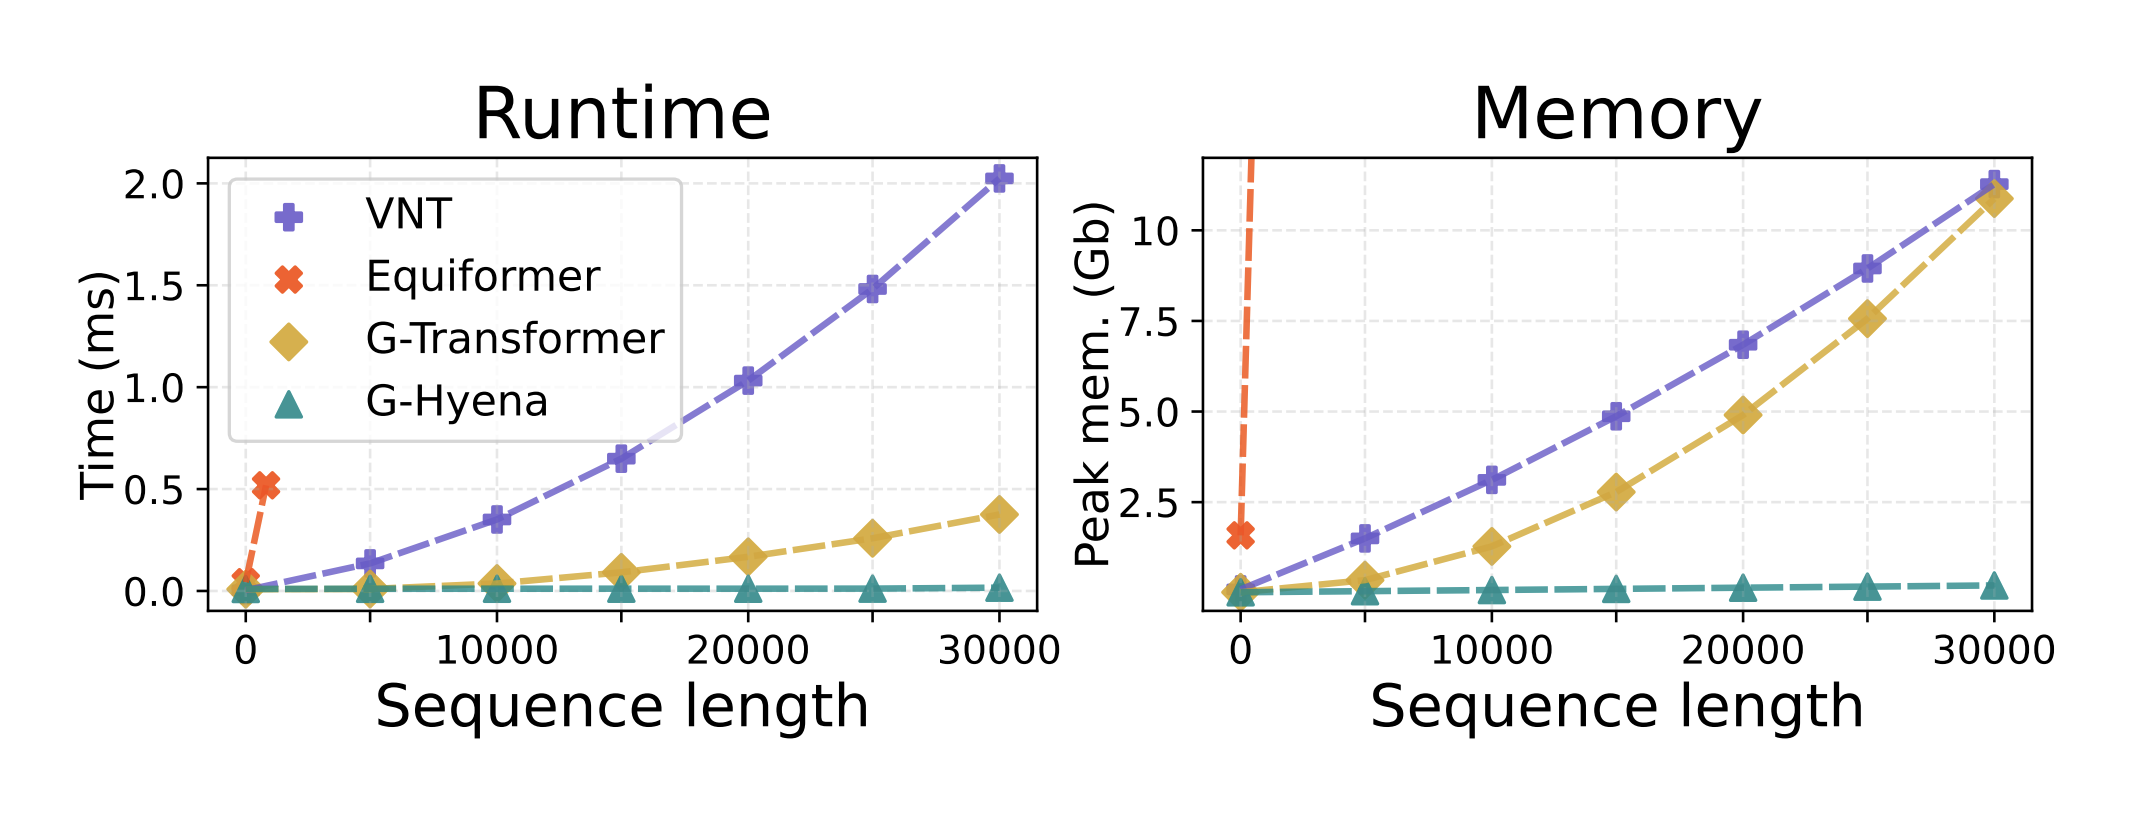 Runtime
Time (ms)
2.0
1.5
1.0
0.5
0.0
VNT
Equiformer
G-Transformer
G-Hyena
0 10000 20000 30000
Sequence length
Memory
Peak mem. (Gb)
10
7.5
5.0
2.5
0 10000 20000 30000
Sequence length